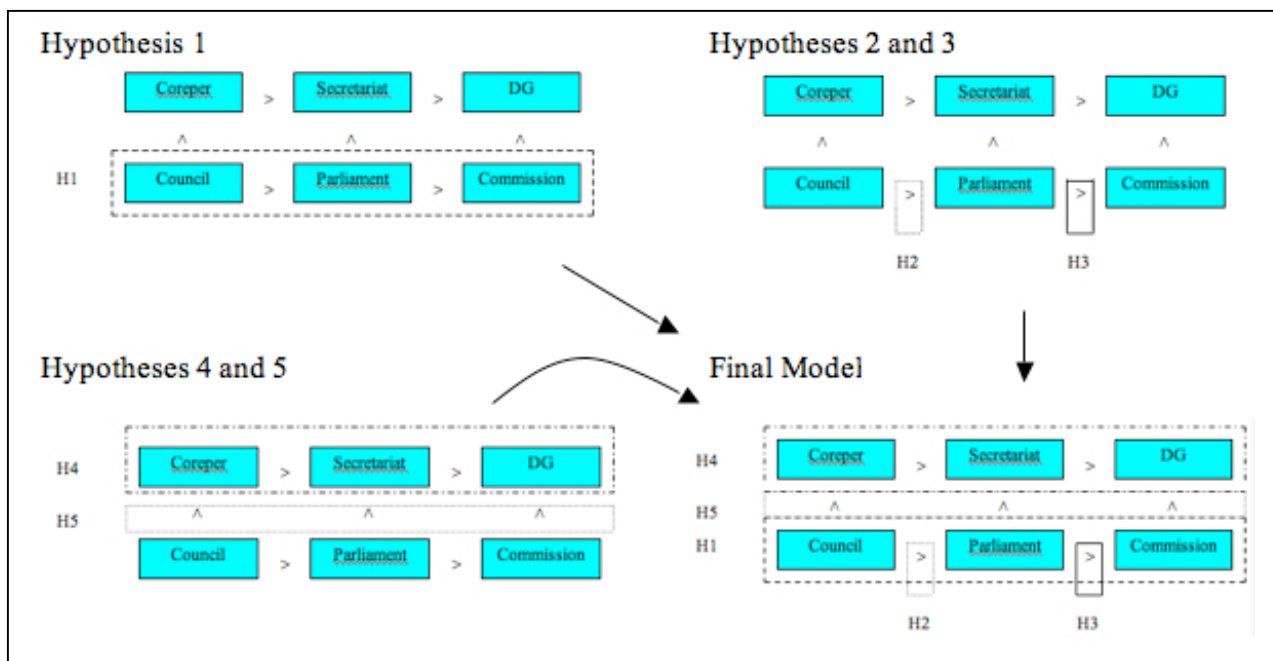 Hypothesis 1
Coreper > Secretariat > DG
^ ^ ^
H1 Council > Parliament > Commission
Hypotheses 2 and 3
Coreper > Secretariat > DG
^ ^ ^
Council > Parliament > Commission
H2 H3
Hypotheses 4 and 5
H4 Coreper > Secretariat > DG
H5 ^ ^ ^
Council > Parliament > Commission
Final Model
H4 Coreper > Secretariat > DG
H5 ^ ^ ^
H1 Council > Parliament > Commission
H2 H3